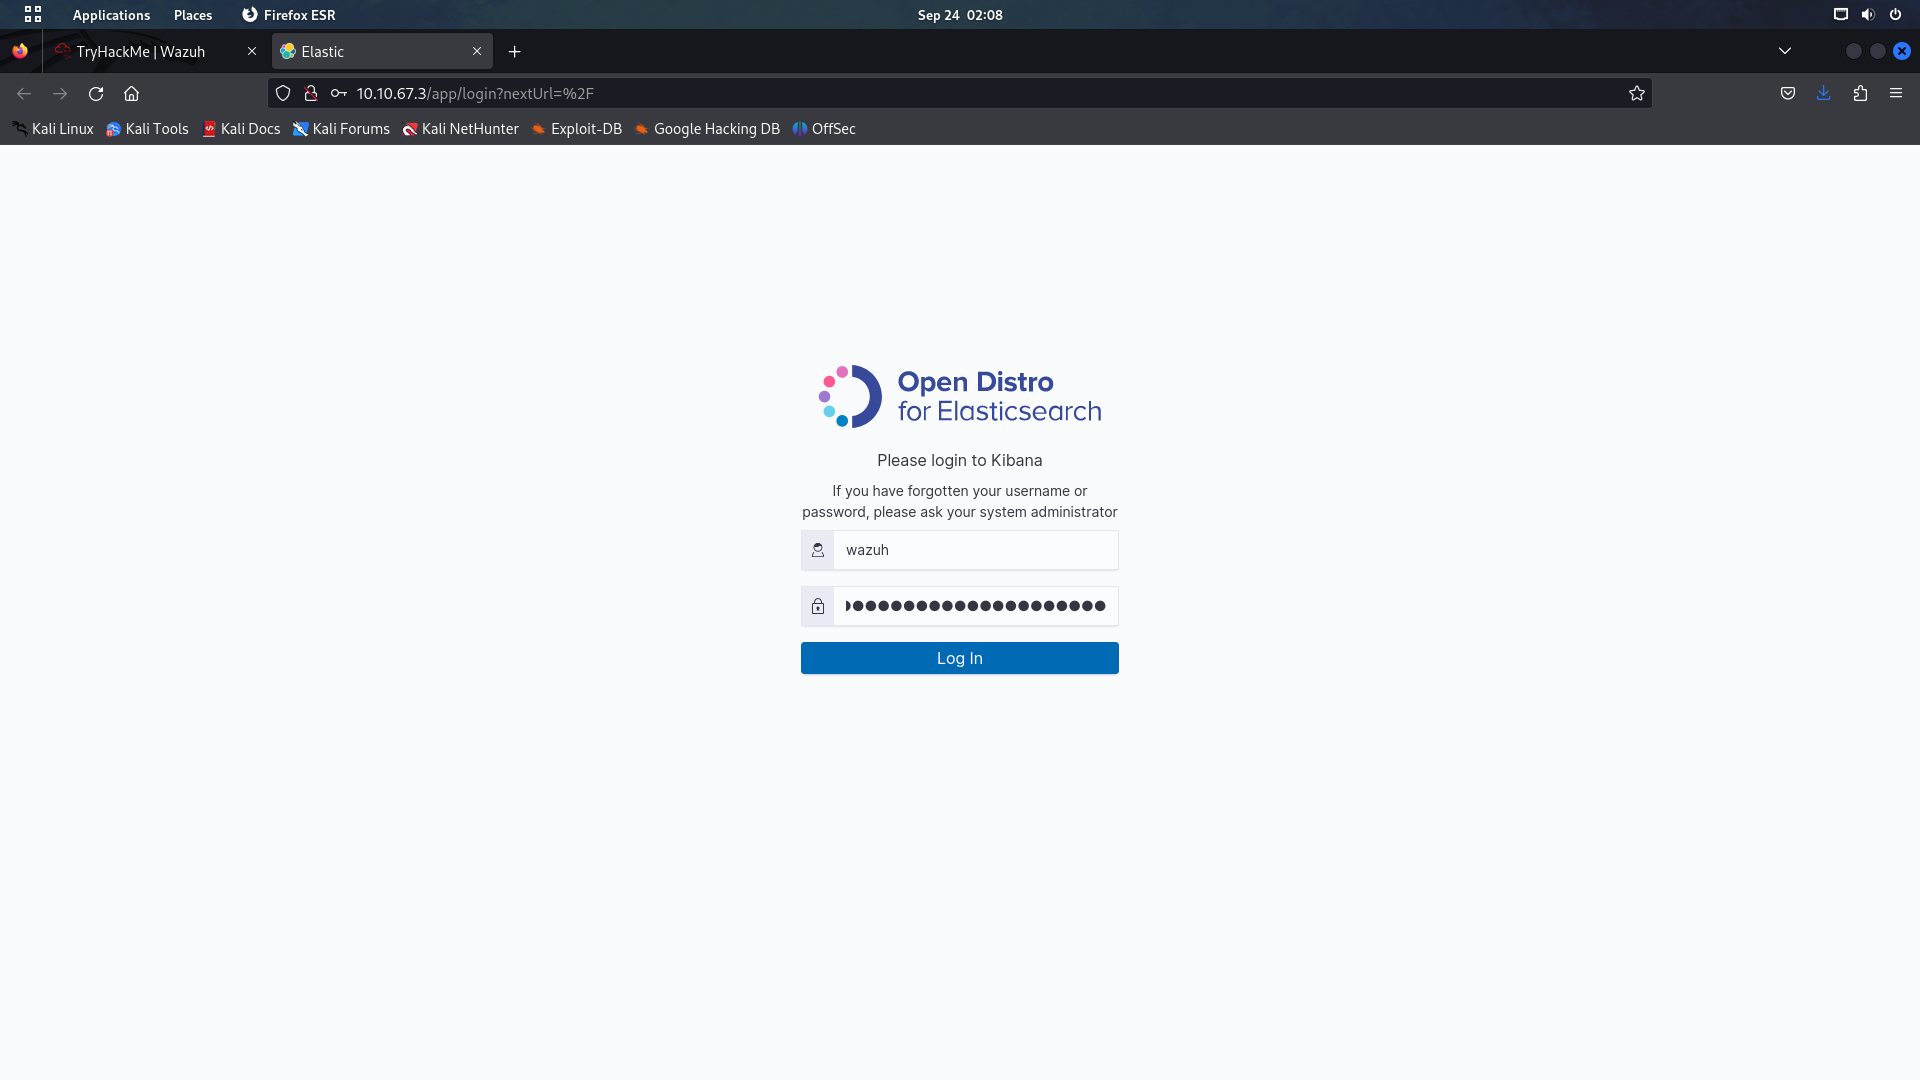 Applications Places Firefox ESR Sep 24 02:08
TryHackMe | Wazuh Elastic
10.10.67.3/app/login?nextUrl=%2F
Kali Linux Kali Tools Kali Docs Kali Forums Kali NetHunter Exploit-DB Google Hacking DB OffSec
Open Distro
for Elasticsearch
Please login to Kibana
If you have forgotten your username or
password, please ask your system administrator
wazuh
Log In